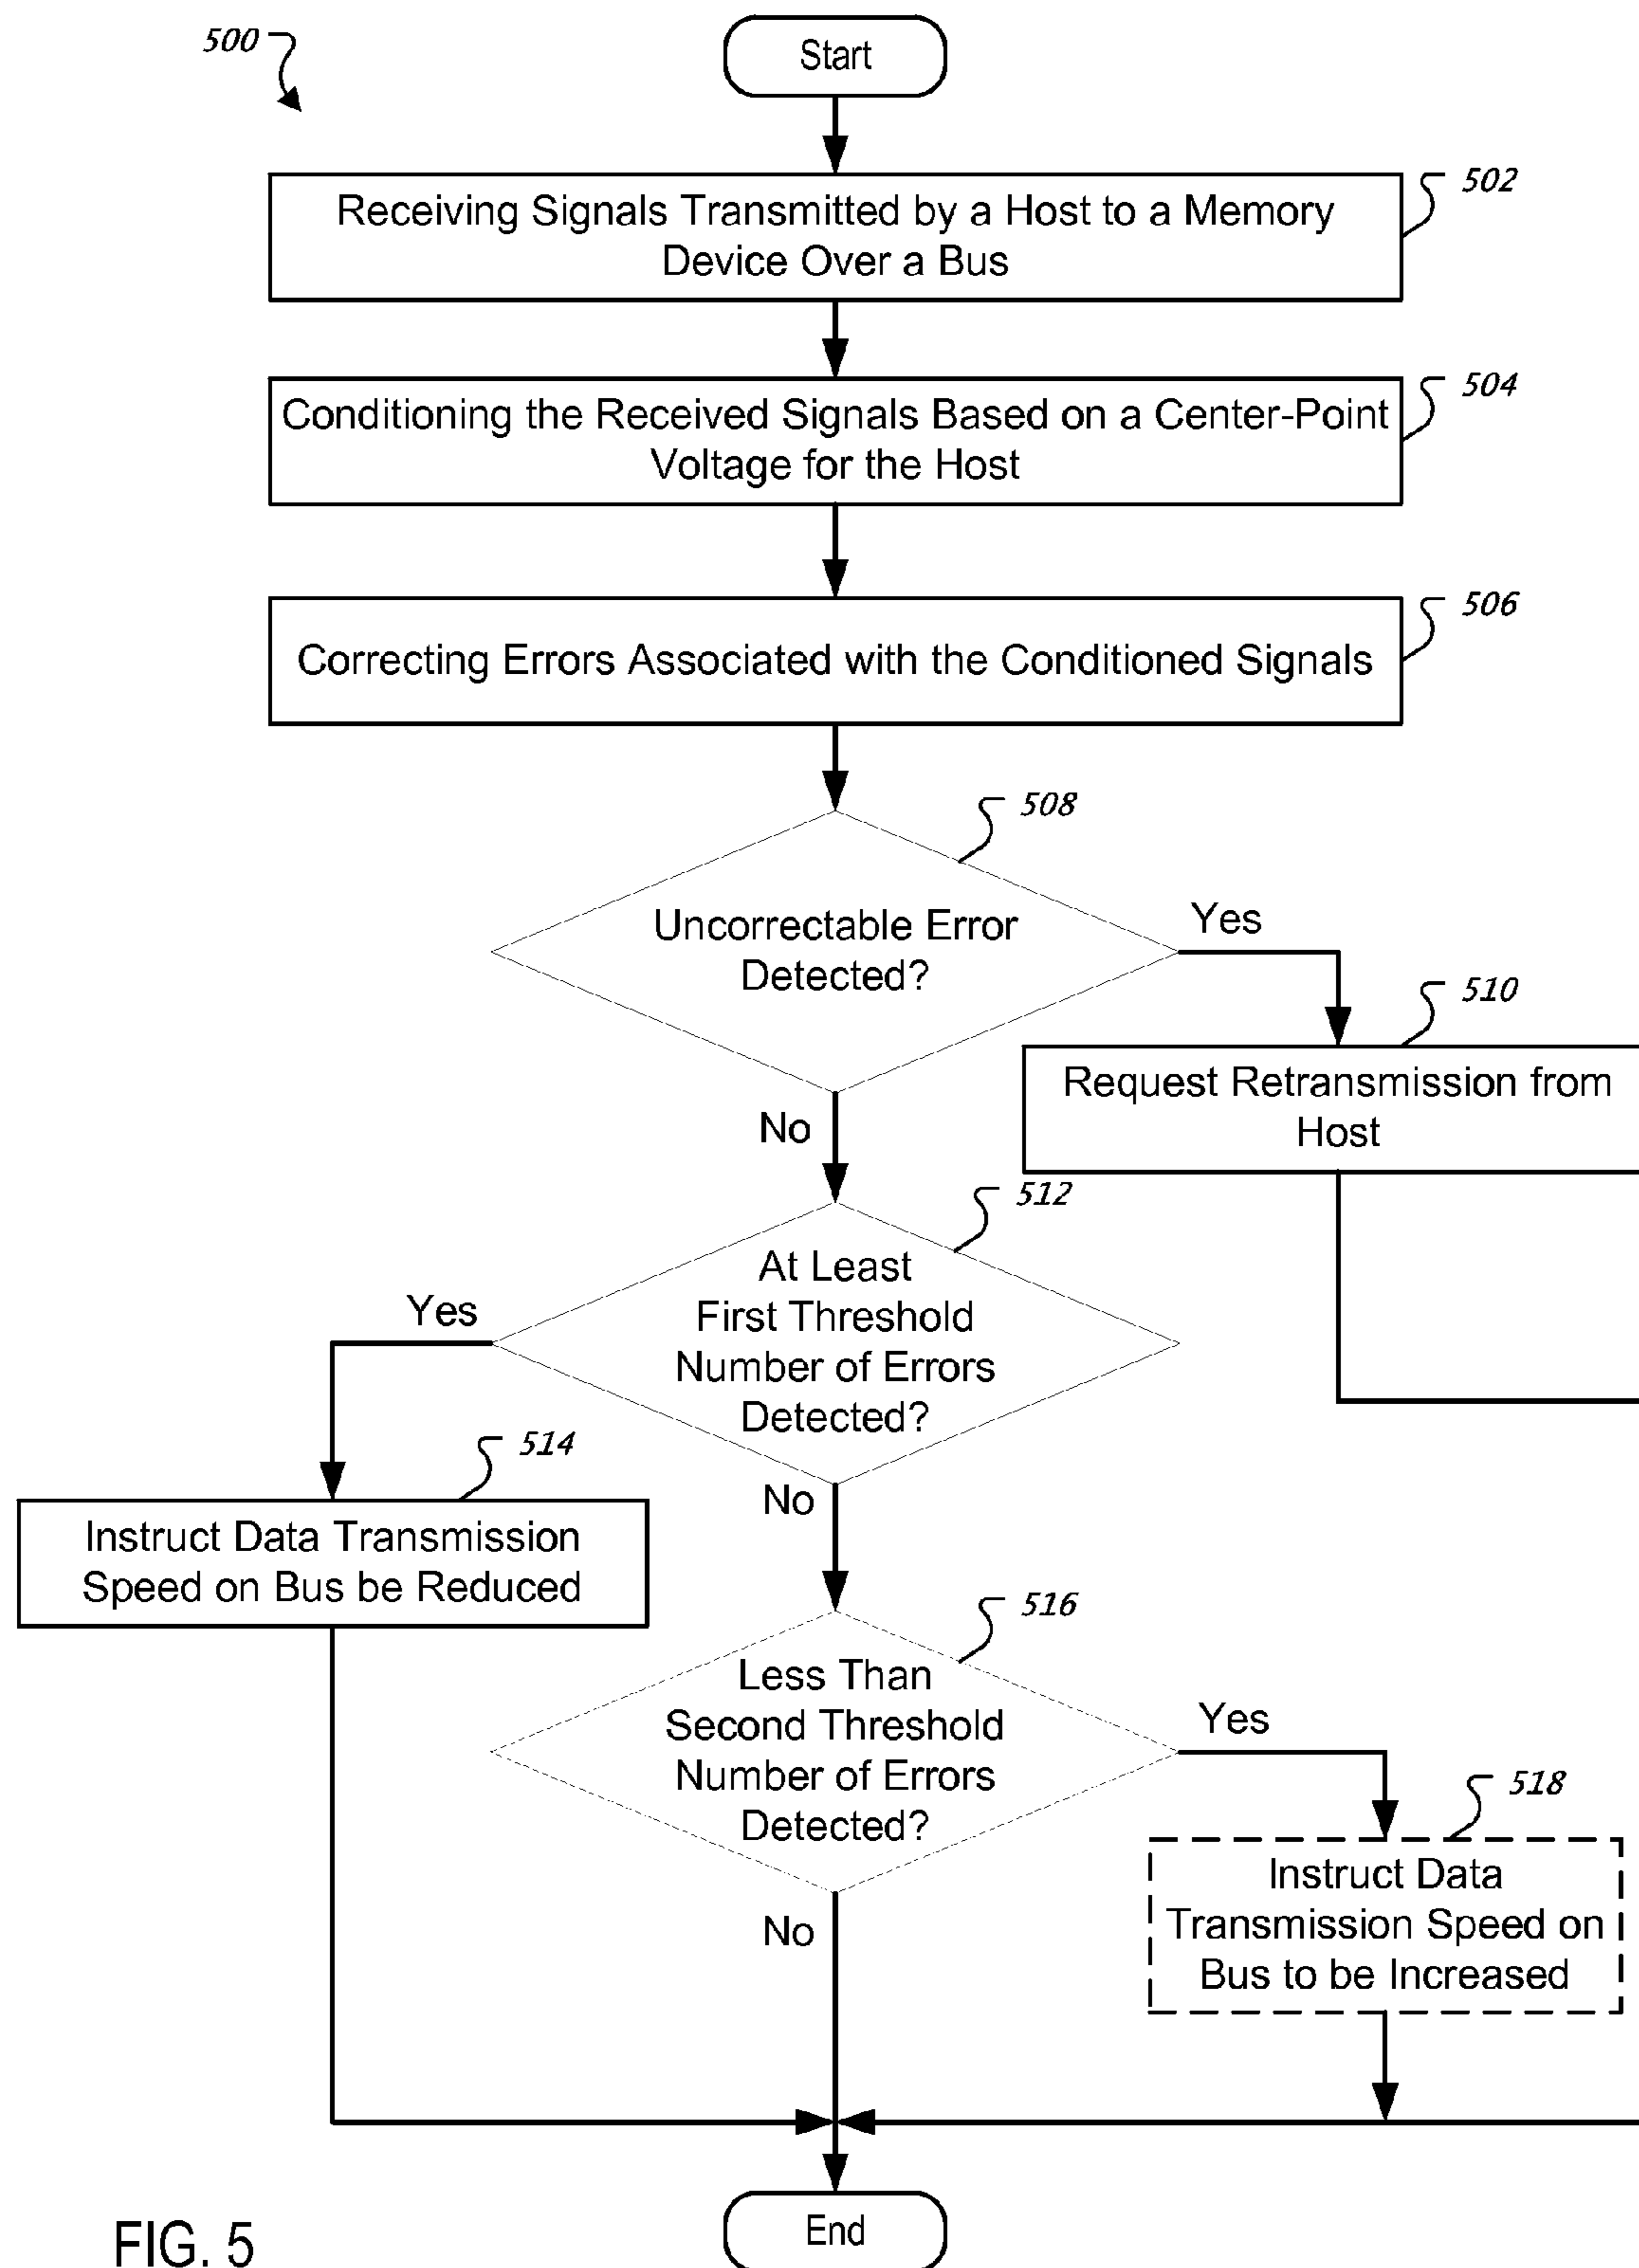 500
Start
502
Receiving Signals Transmitted by a Host to a Memory
Device Over a Bus
504
Conditioning the Received Signals Based on a Center-Point
Voltage for the Host
506
Correcting Errors Associated with the Conditioned Signals
508
Uncorrectable Error
Detected?
Yes
510
Request Retransmission from
Host
No
512
At Least
First Threshold
Number of Errors
Detected?
Yes
514
Instruct Data Transmission
Speed on Bus be Reduced
No
516
Less Than
Second Threshold
Number of Errors
Detected?
Yes
518
Instruct Data
Transmission Speed on
Bus to be Increased
No
End
FIG. 5